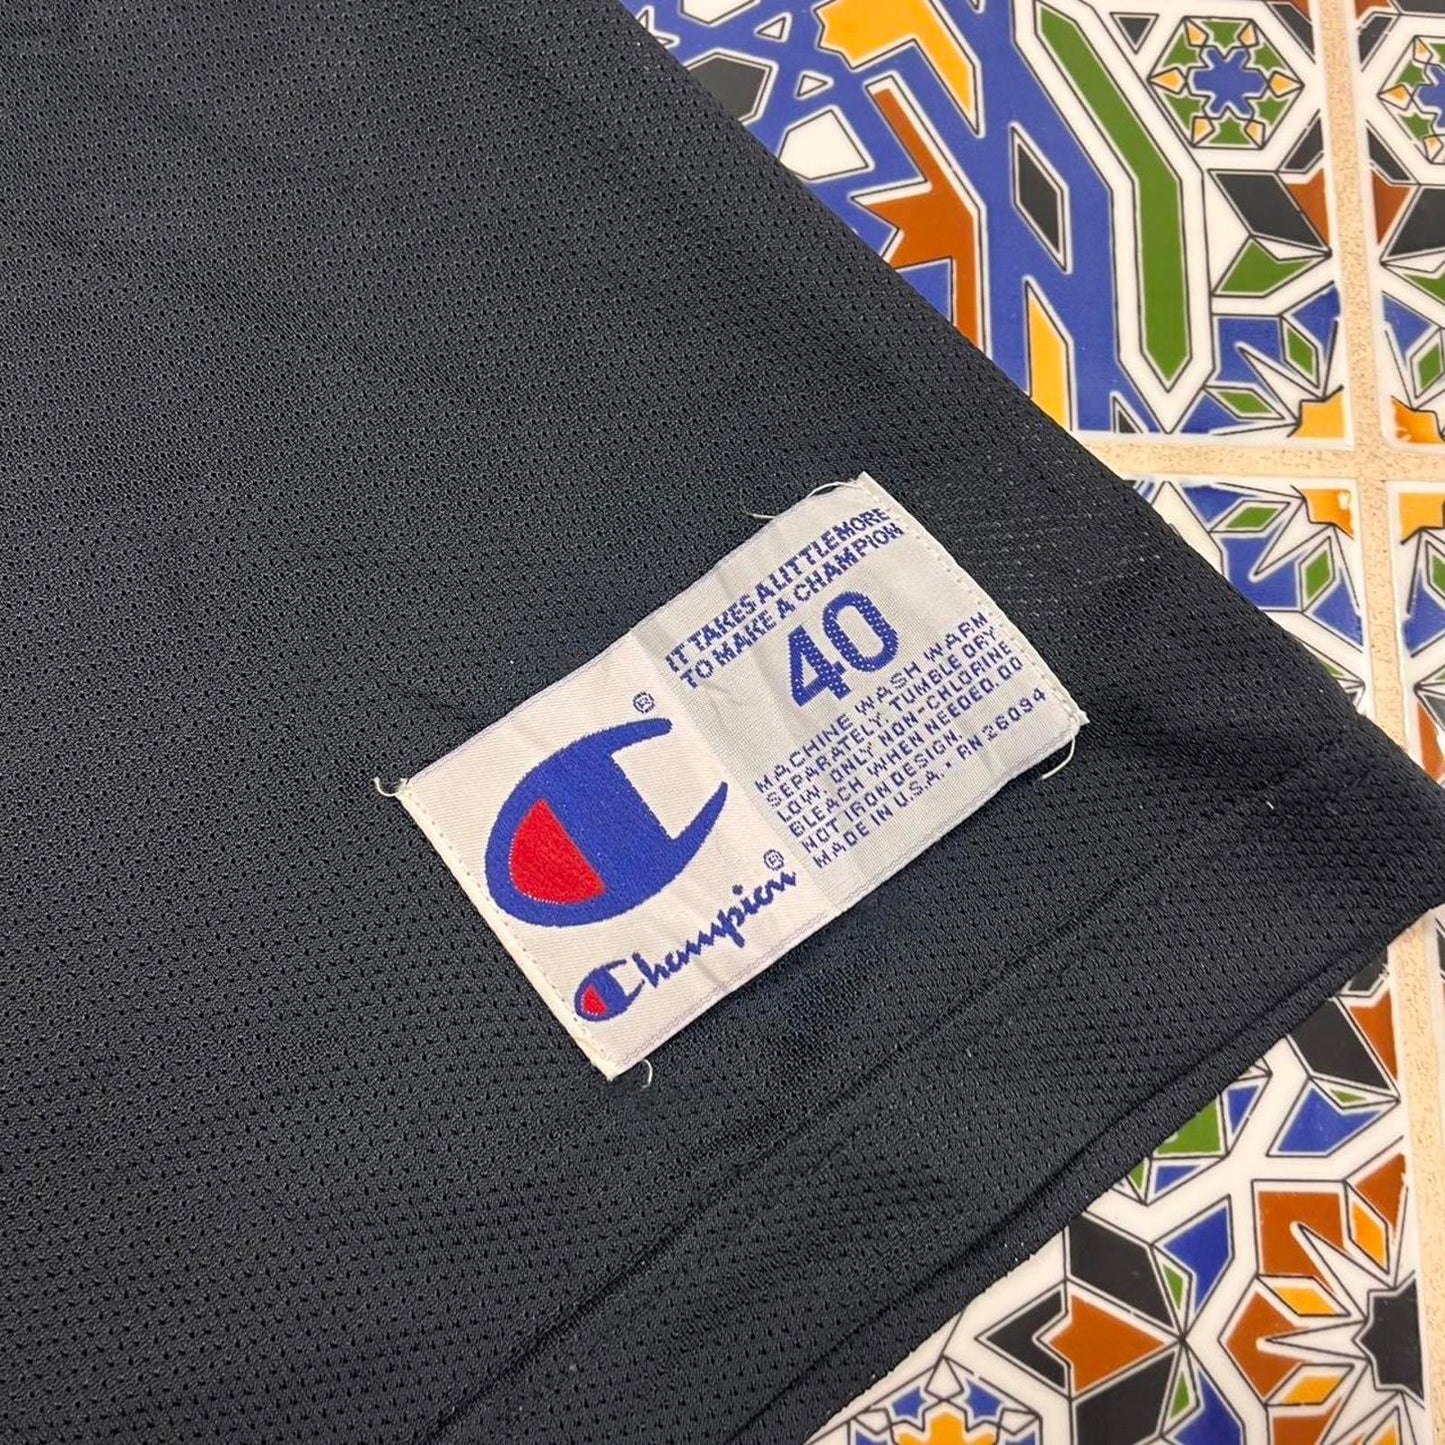 IT TAKES A LITTLE MORE
TO MAKE A CHAMPION
40
MACHINE WASH WARM
SEPARATELY, TUMBLE DRY
LOW. ONLY NON-CHLORINE
BLEACH WHEN NEEDED. DO
NOT IRON DESIGN.
MADE IN U.S.A. • RN 26094
®
Champion®